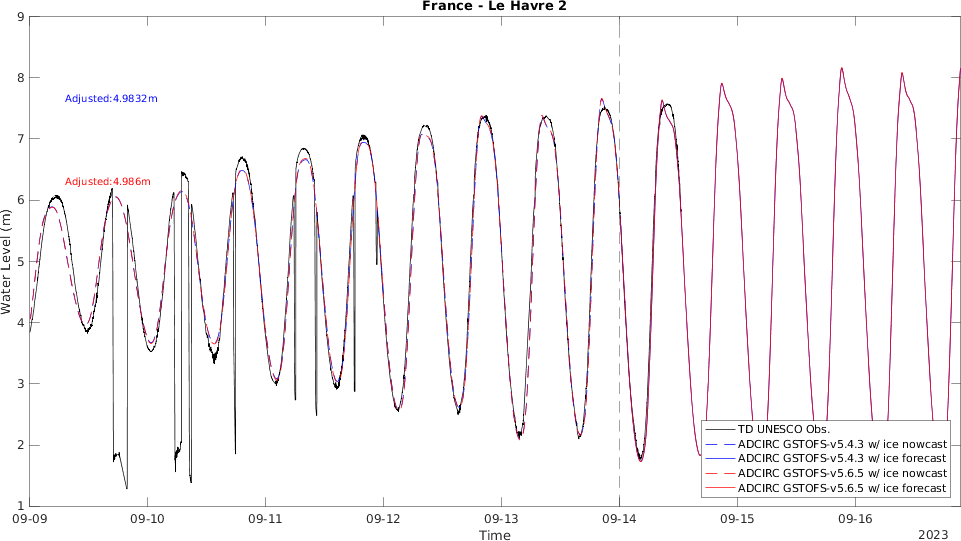 France - Le Havre 2
9
8
7
6
5
4
3
2
1
Water Level (m)
Adjusted:4.9832m
Adjusted:4.986m
TD UNESCO Obs.
ADCIRC GSTOFS-v5.4.3 w/ ice nowcast
ADCIRC GSTOFS-v5.4.3 w/ ice forecast
ADCIRC GSTOFS-v5.6.5 w/ ice nowcast
ADCIRC GSTOFS-v5.6.5 w/ ice forecast
09-09 09-10 09-11 09-12 09-13 09-14 09-15 09-16
Time
2023